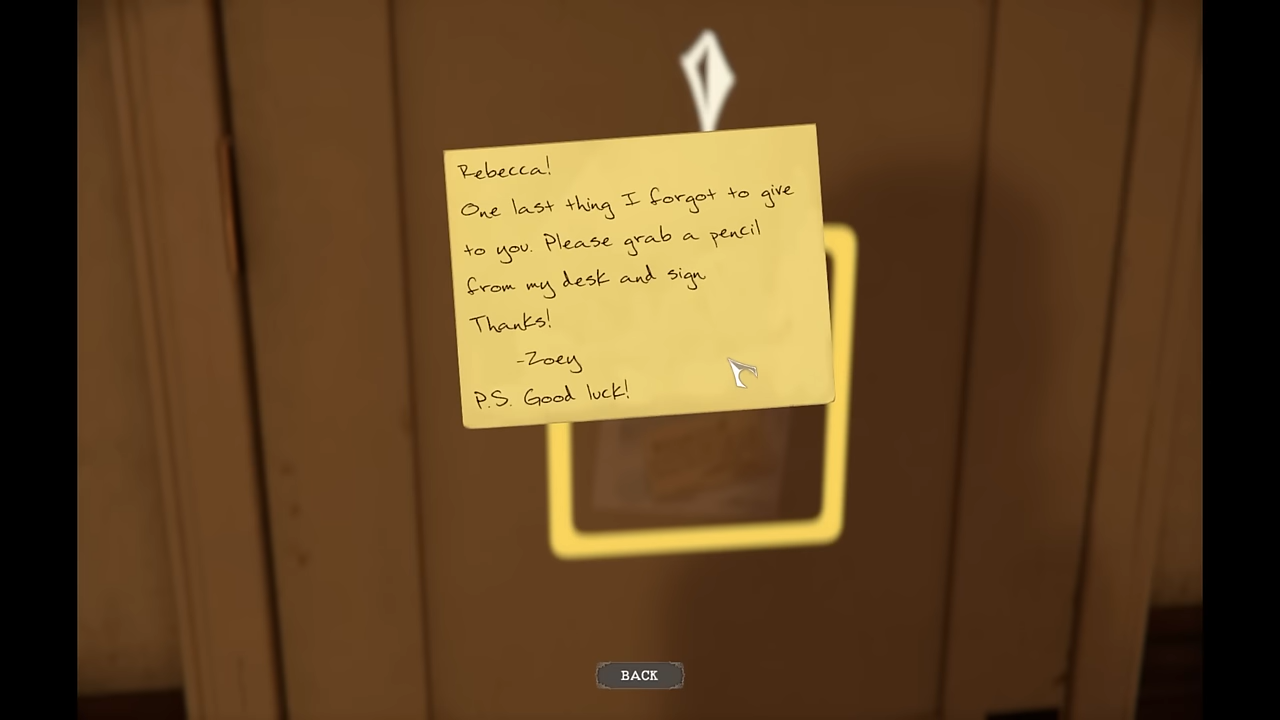 Rebecca!
One last thing I forgot to give
to you. Please grab a pencil
from my desk and sign
Thanks!
-Zoey
P.S. Good luck!
BACK